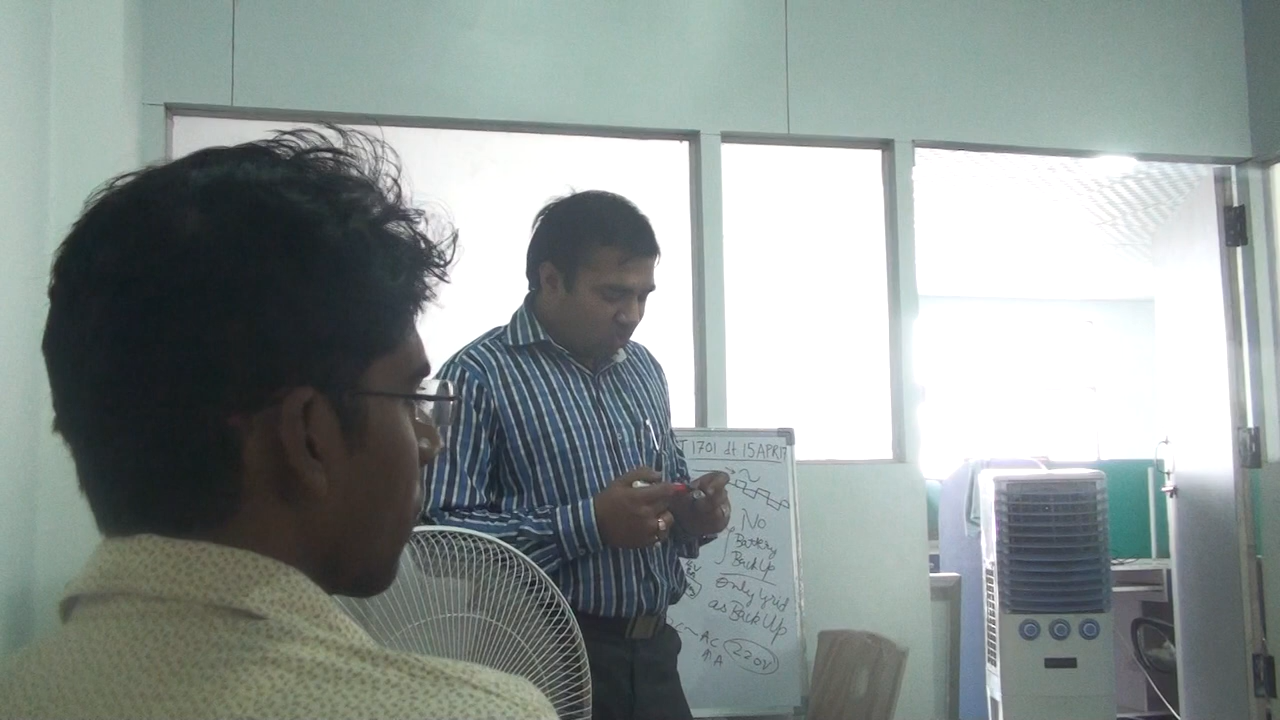 1701 dt 15APR17
No
Battery
BackUp
Only Grid
as BackUp
~ AC 220V